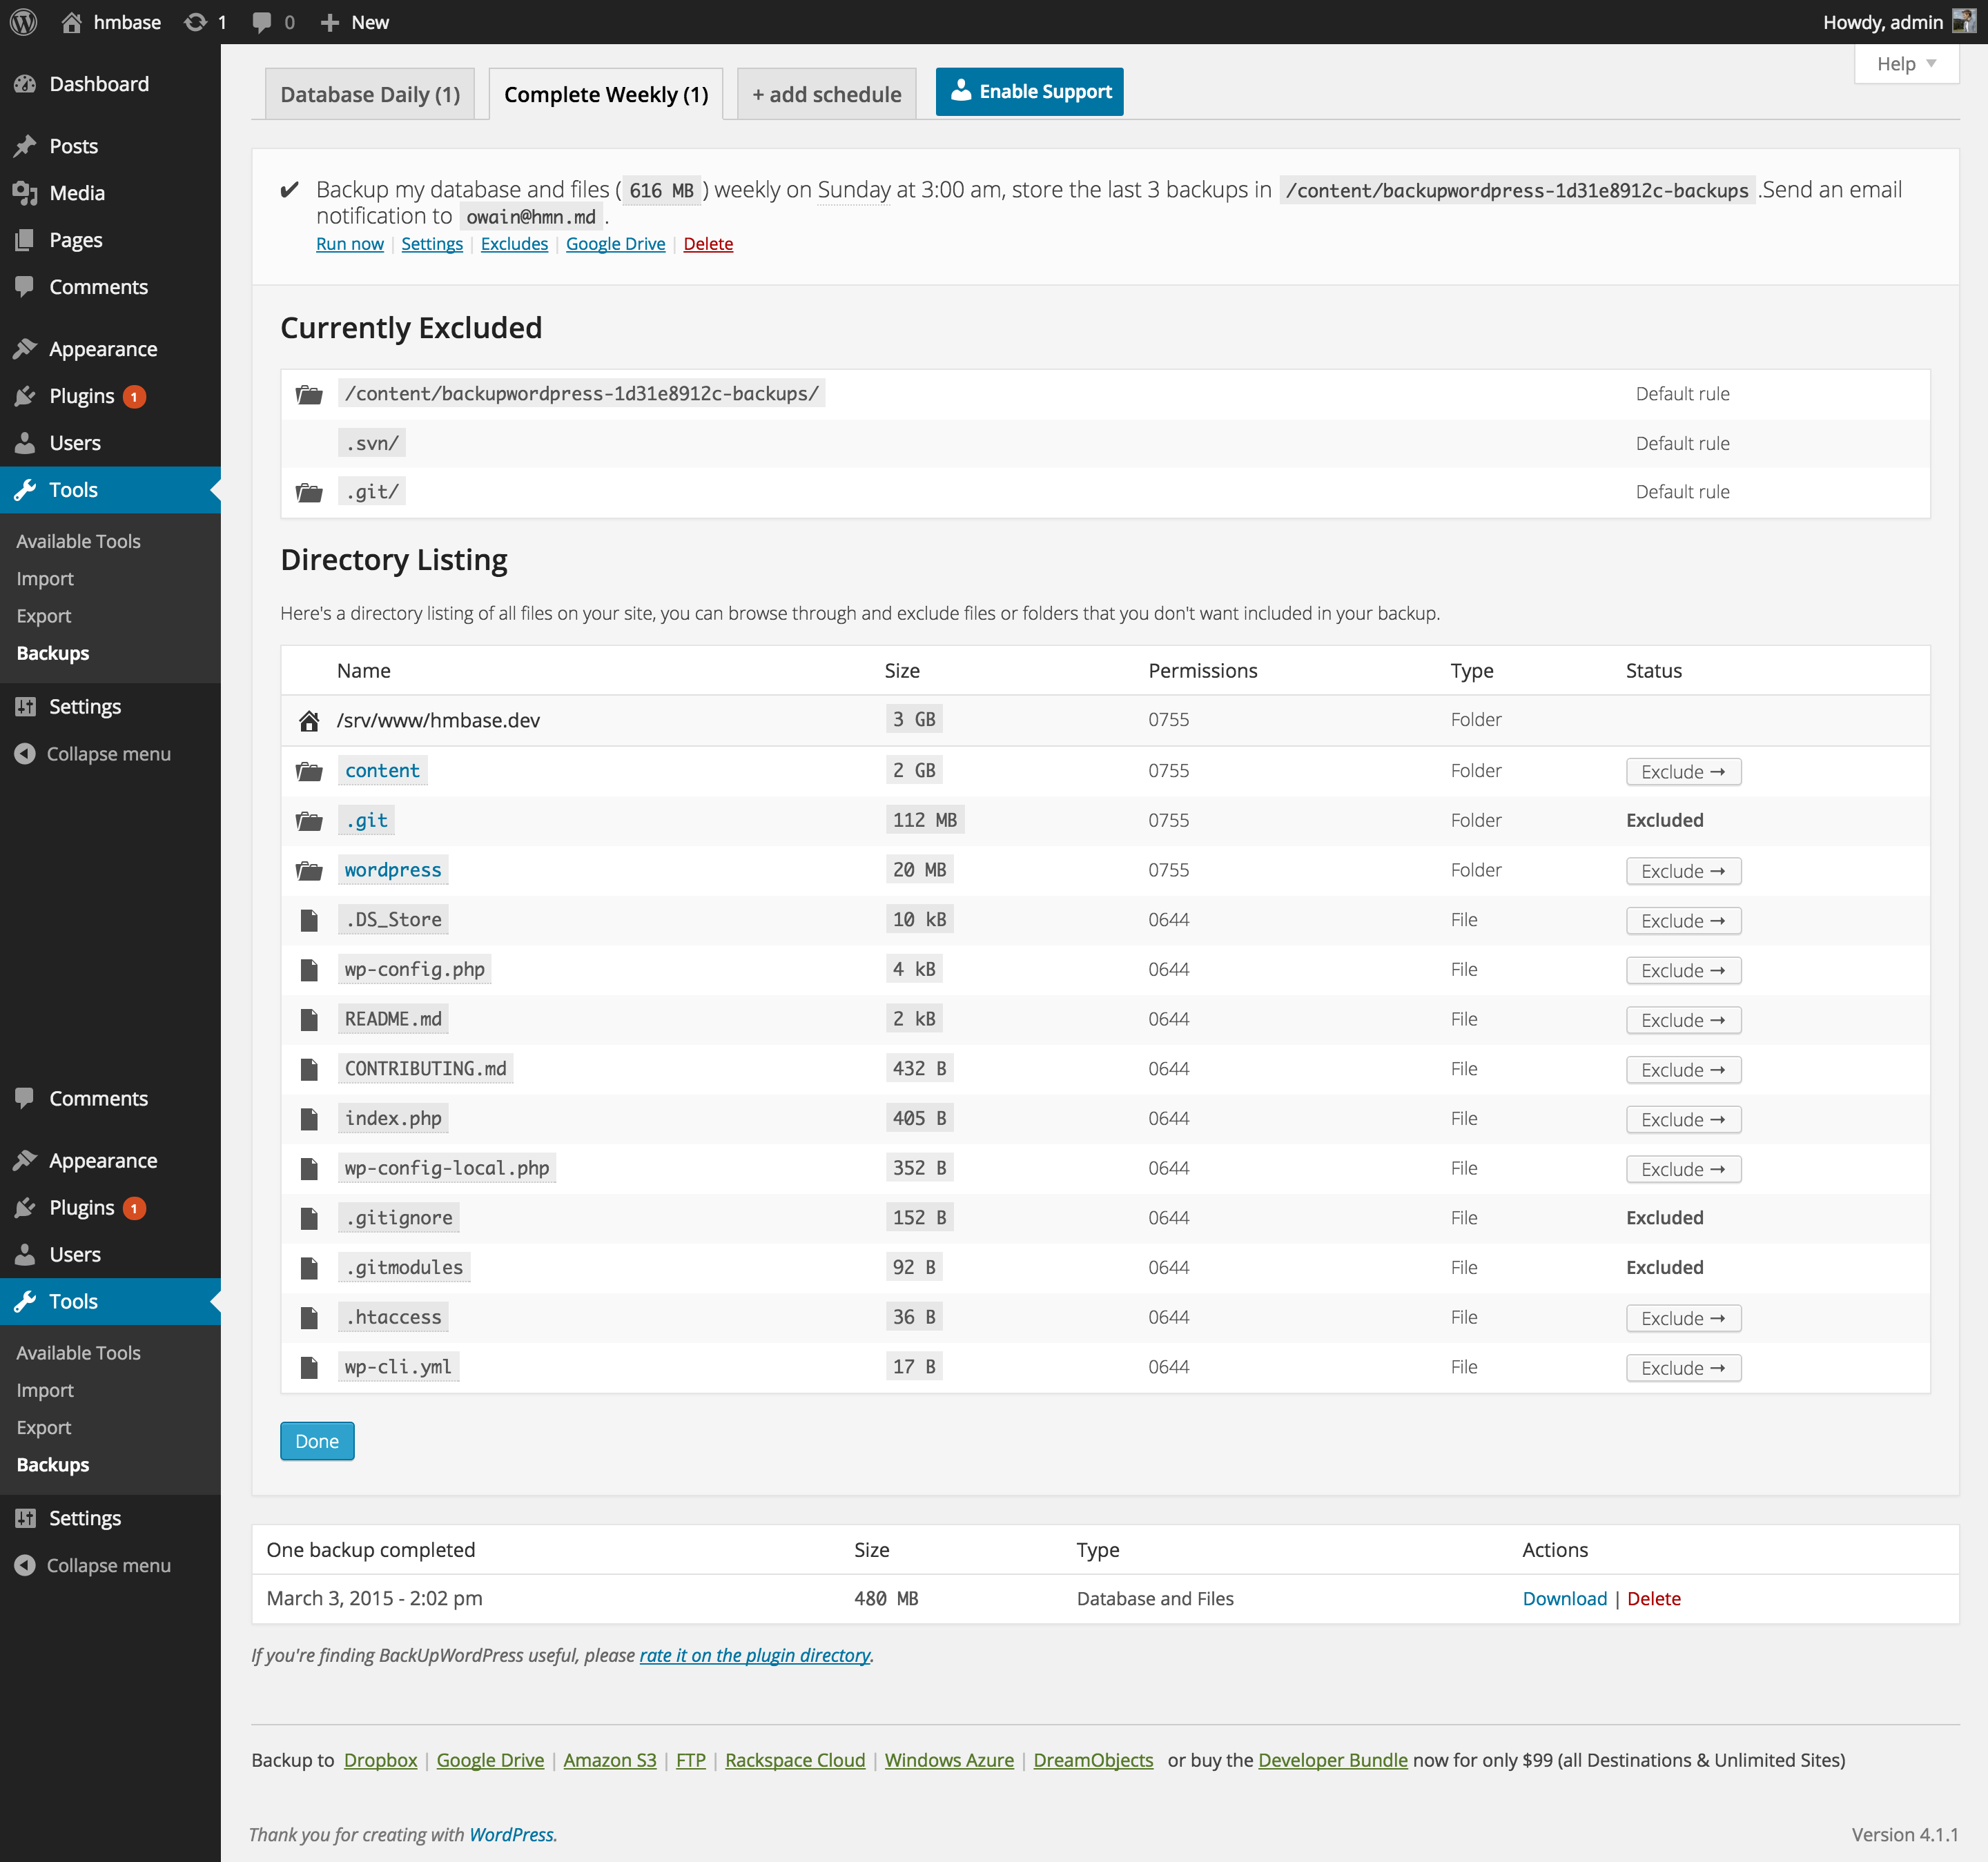 hmbase 1 0 New Howdy, admin
Help
Dashboard
Posts
Media
Pages
Comments
Appearance
Plugins 1
Users
Tools
Available Tools
Import
Export
Backups
Settings
Collapse menu
Comments
Appearance
Plugins 1
Users
Tools
Available Tools
Import
Export
Backups
Settings
Collapse menu
Database Daily (1) Complete Weekly (1) + add schedule Enable Support
Backup my database and files ( 616 MB ) weekly on Sunday at 3:00 am, store the last 3 backups in /content/backupwordpress-1d31e8912c-backups .Send an email
notification to owain@hmn.md .
Run now | Settings | Excludes | Google Drive | Delete
Currently Excluded
/content/backupwordpress-1d31e8912c-backups/ Default rule
.svn/ Default rule
.git/ Default rule
Directory Listing
Here's a directory listing of all files on your site, you can browse through and exclude files or folders that you don't want included in your backup.
Name Size Permissions Type Status
/srv/www/hmbase.dev 3 GB 0755 Folder
content 2 GB 0755 Folder Exclude →
.git 112 MB 0755 Folder Excluded
wordpress 20 MB 0755 Folder Exclude →
.DS_Store 10 kB 0644 File Exclude →
wp-config.php 4 kB 0644 File Exclude →
README.md 2 kB 0644 File Exclude →
CONTRIBUTING.md 432 B 0644 File Exclude →
index.php 405 B 0644 File Exclude →
wp-config-local.php 352 B 0644 File Exclude →
.gitignore 152 B 0644 File Excluded
.gitmodules 92 B 0644 File Excluded
.htaccess 36 B 0644 File Exclude →
wp-cli.yml 17 B 0644 File Exclude →
Done
One backup completed Size Type Actions
March 3, 2015 - 2:02 pm 480 MB Database and Files Download | Delete
If you're finding BackUpWordPress useful, please rate it on the plugin directory.
Backup to Dropbox | Google Drive | Amazon S3 | FTP | Rackspace Cloud | Windows Azure | DreamObjects or buy the Developer Bundle now for only $99 (all Destinations & Unlimited Sites)
Thank you for creating with WordPress. Version 4.1.1